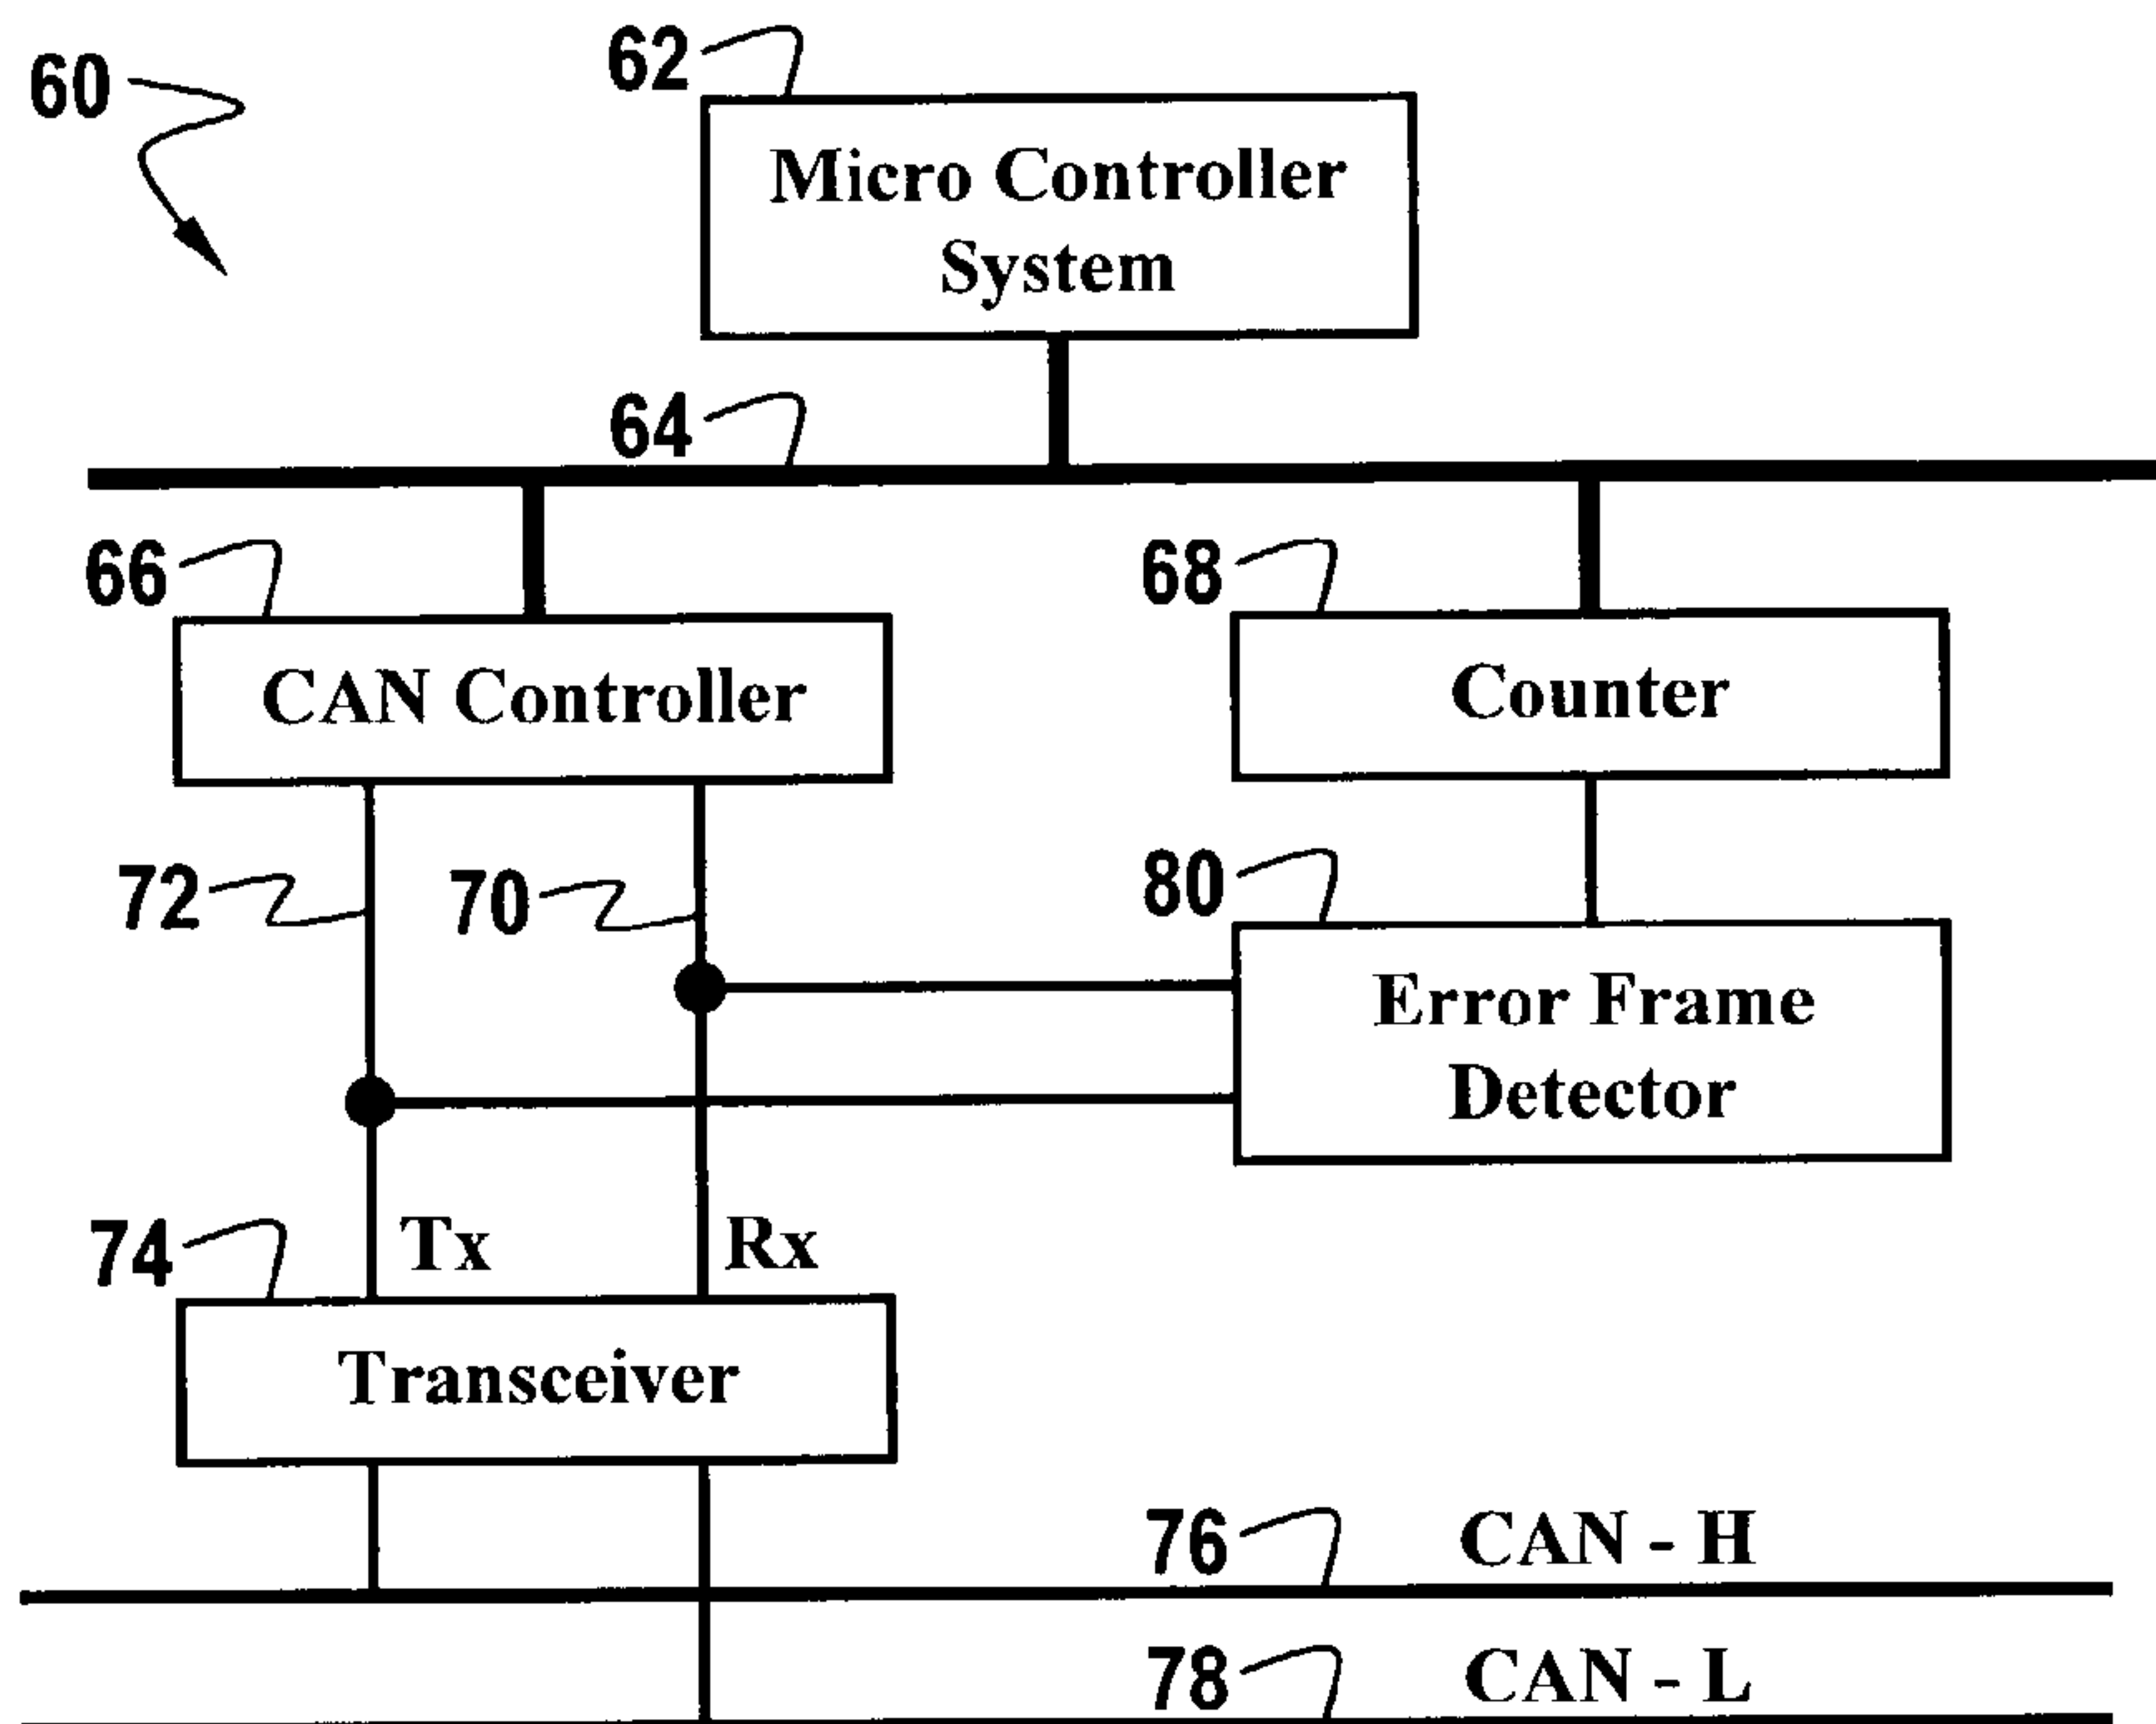 60
62
Micro Controller
System
64
66
68
CAN Controller
Counter
72
70
80
Error Frame
Detector
74
Tx
Rx
Transceiver
76
CAN - H
78
CAN - L